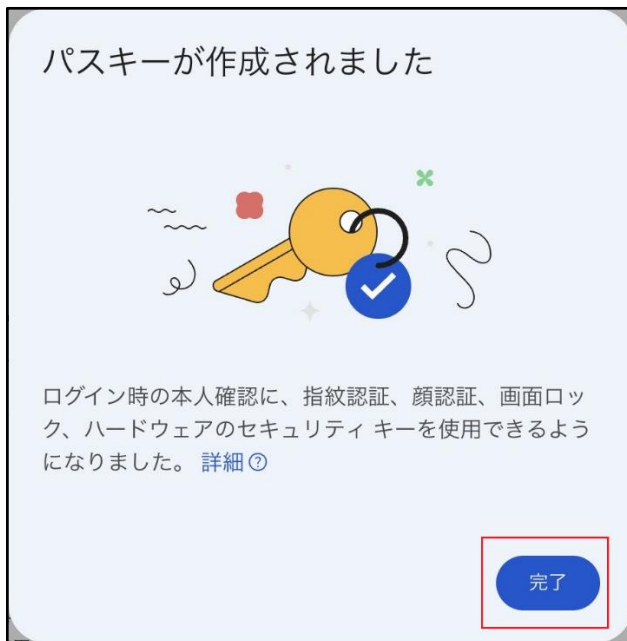 パスキーが作成されました
ログイン時の本人確認に、指紋認証、顔認証、画面ロッ
ク、ハードウェアのセキュリティ キーを使用できるよう
になりました。 詳細
完了